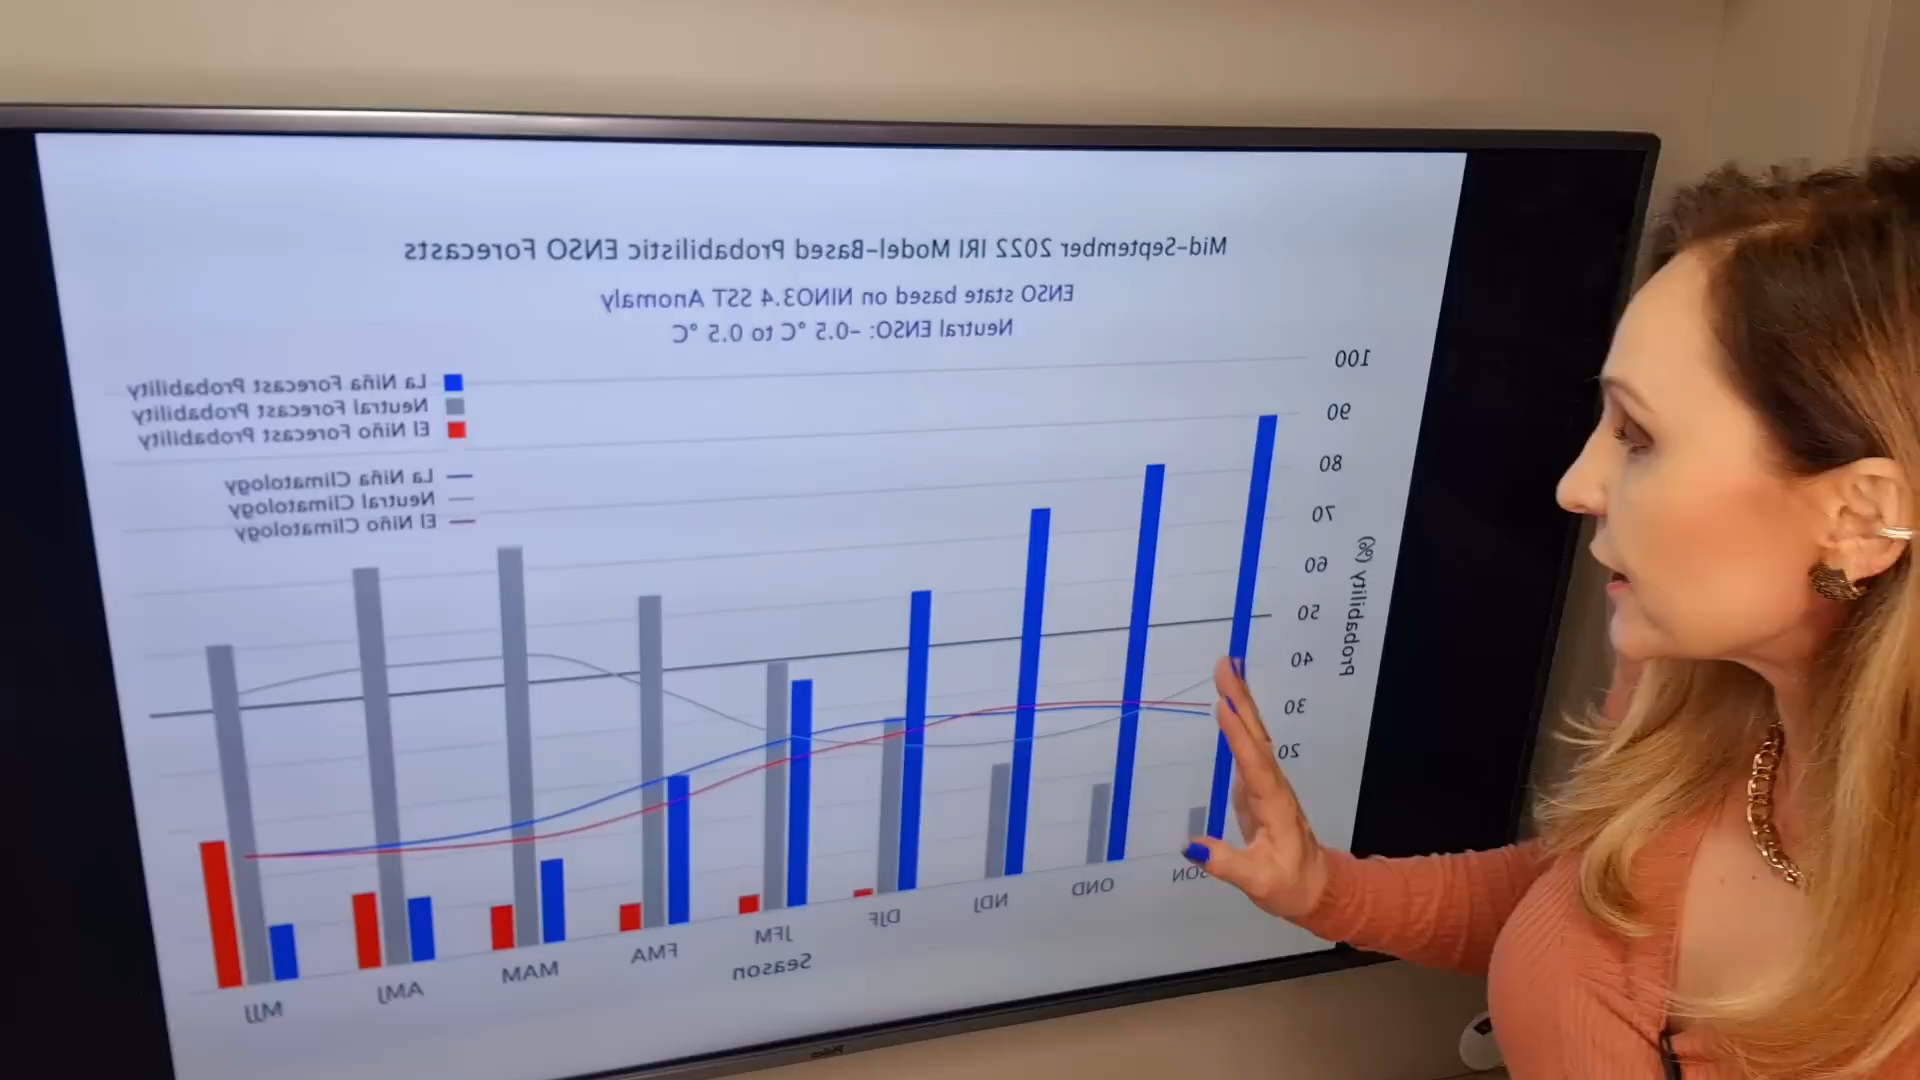 Mid-September 2022 IRI Model-Based Probabilistic ENSO Forecasts
ENSO state based on NINO3.4 SST Anomaly
Neutral ENSO: -0.5 °C to 0.5 °C
La Niña Forecast Probability
Neutral Forecast Probability
El Niño Forecast Probability
La Niña Climatology
Neutral Climatology
El Niño Climatology
100
90
80
70
60
50
40
30
20
Probability (%)
SON
OND
NDJ
DJF
JFM
FMA
MAM
AMJ
MJJ
Season